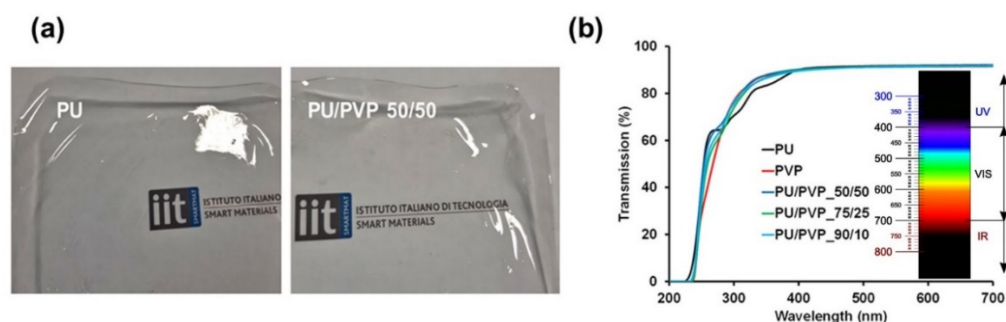 (a)
PU
iit
SMARTMAT
ISTITUTO ITALIANO
SMART MATERIALS
PU/PVP 50/50
iit
SMARTMAT
ISTITUTO ITALIANO DI TECNOLOGIA
SMART MATERIALS
(b)
Transmission (%)
100
80
60
40
20
0
200
300
400
500
600
700
Wavelength (nm)
PU
PVP
PU/PVP_50/50
PU/PVP_75/25
PU/PVP_90/10
300
350
400
450
500
550
600
650
700
750
800
UV
VIS
IR